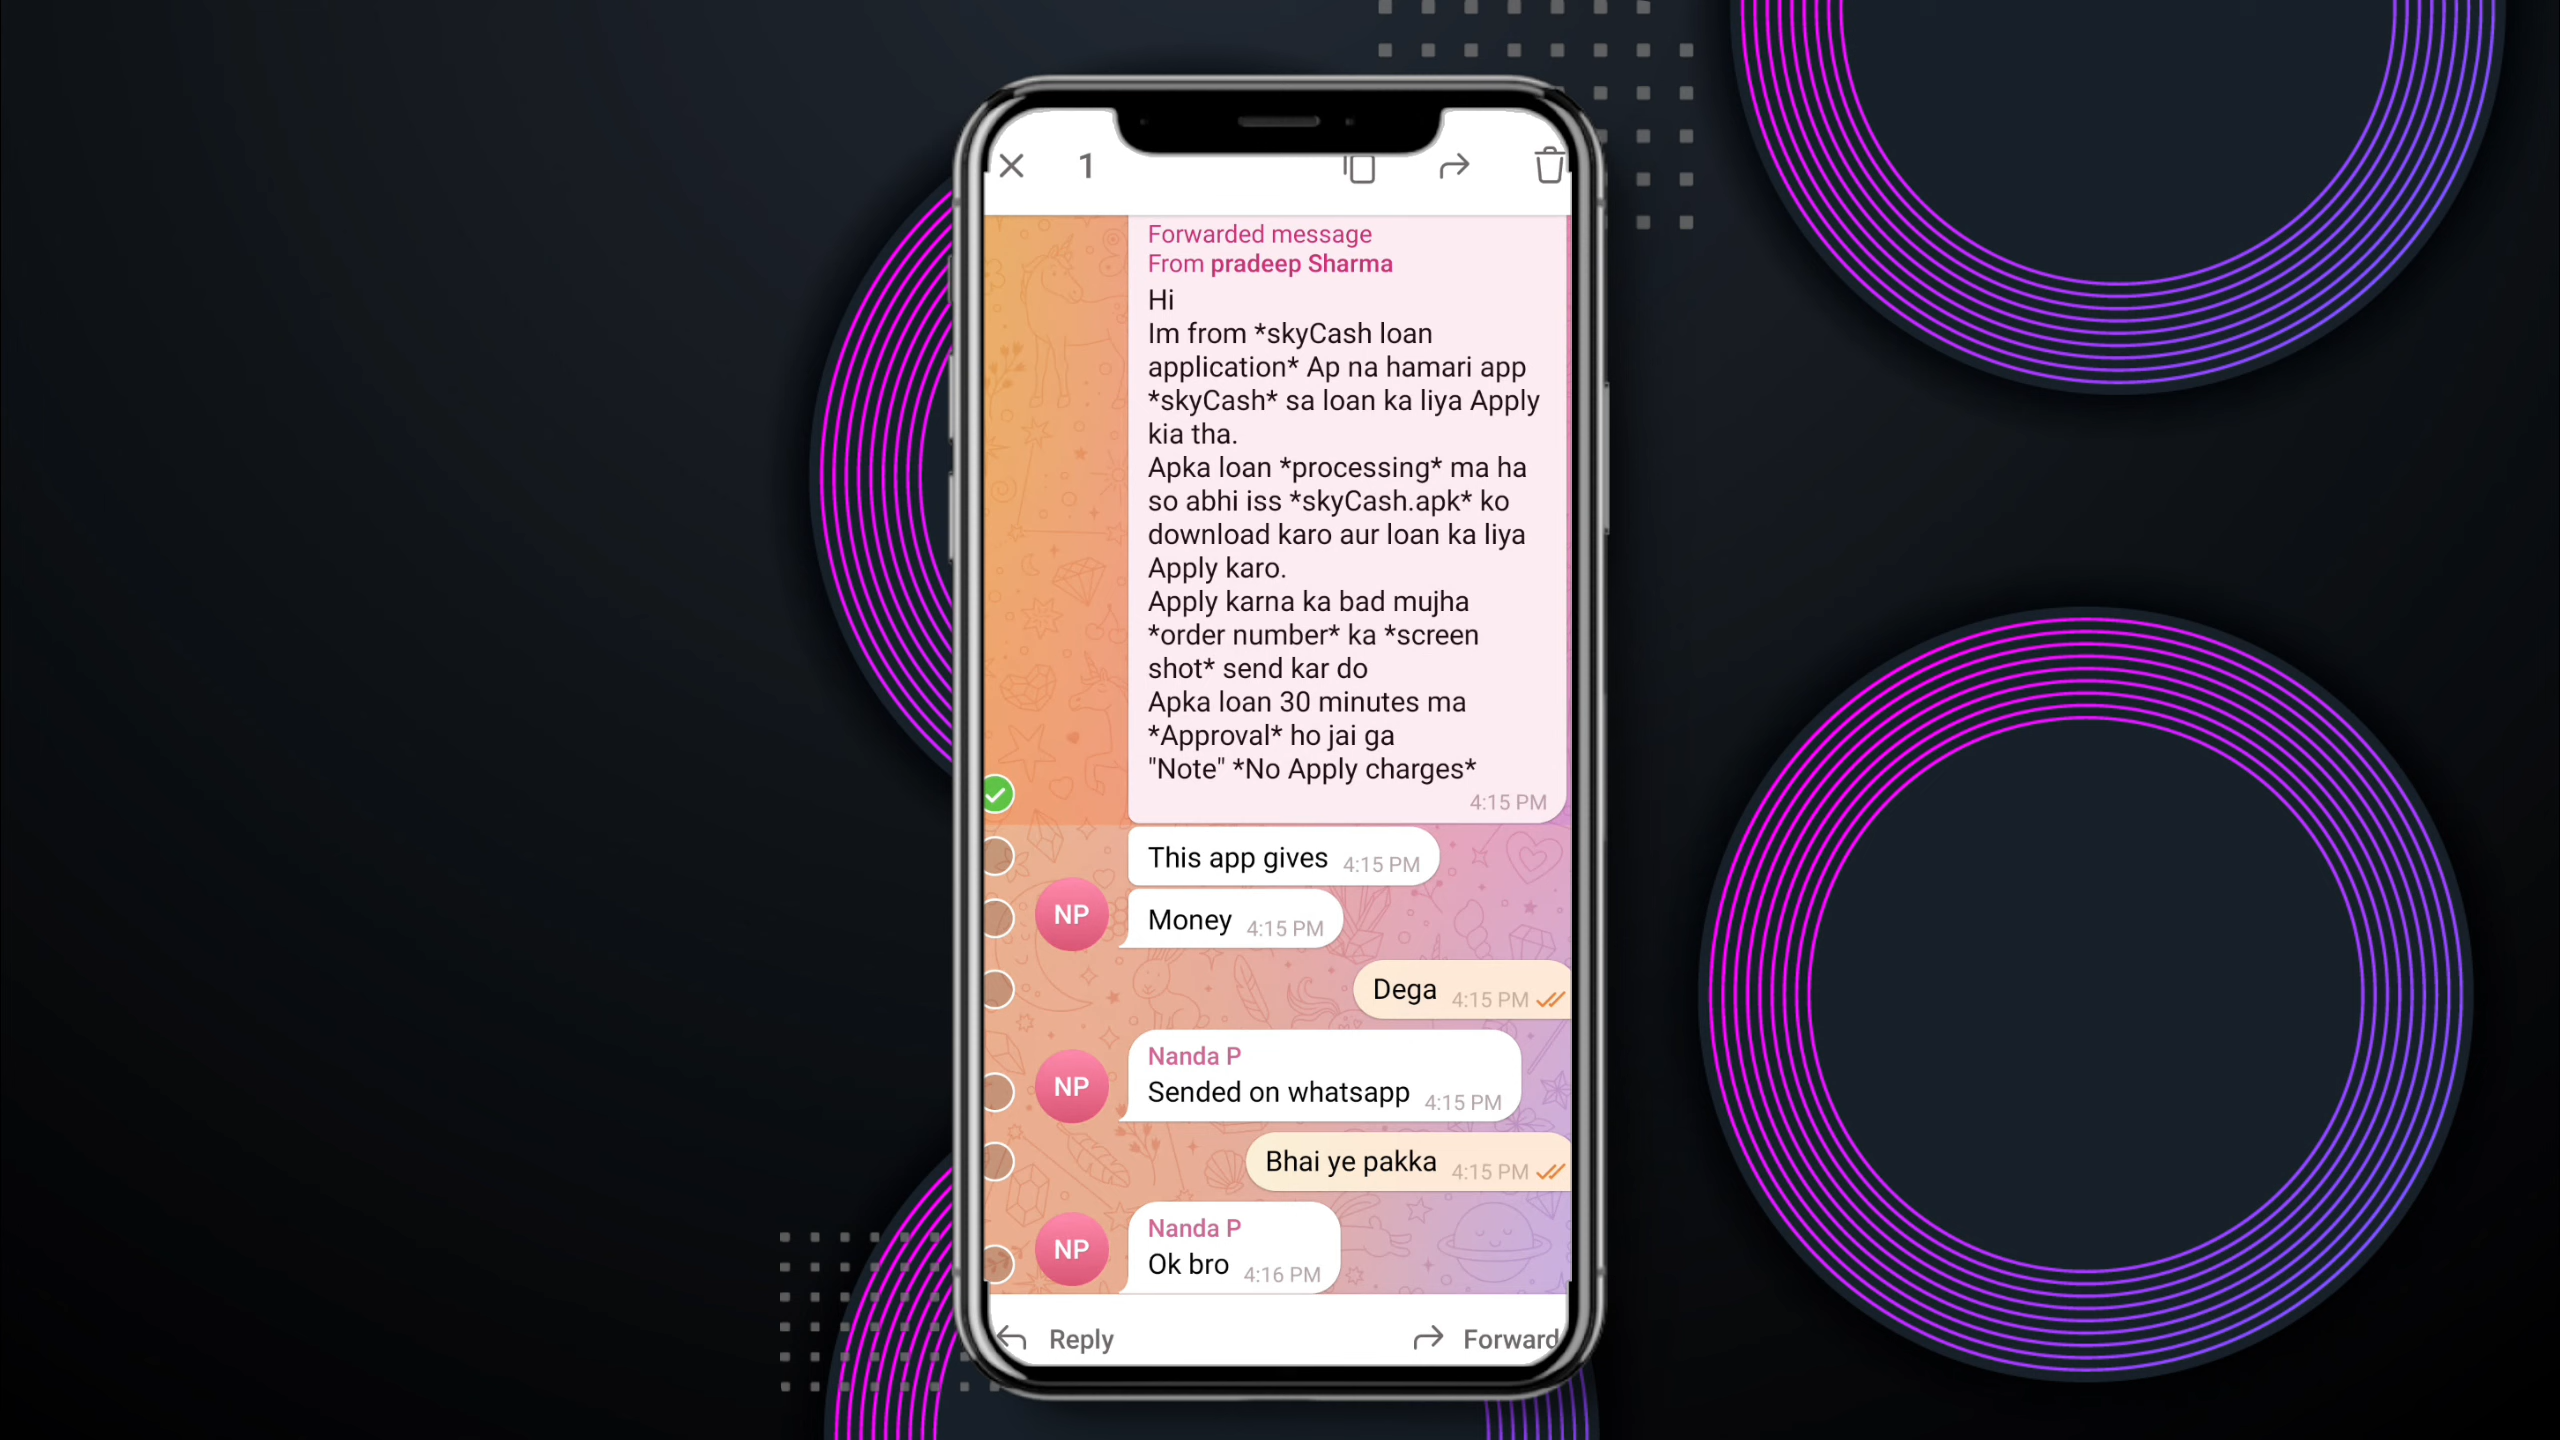 1
Forwarded message
From pradeep Sharma
Hi
Im from *skyCash loan
application* Ap na hamari app
*skyCash* sa loan ka liya Apply
kia tha.
Apka loan *processing* ma ha
so abhi iss *skyCash.apk* ko
download karo aur loan ka liya
Apply karo.
Apply karna ka bad mujha
*order number* ka *screen
shot* send kar do
Apka loan 30 minutes ma
*Approval* ho jai ga
"Note" *No Apply charges*
4:15 PM
This app gives 4:15 PM
NP
Money 4:15 PM
Dega 4:15 PM
Nanda P
NP
Sended on whatsapp 4:15 PM
Bhai ye pakka 4:15 PM
Nanda P
NP
Ok bro 4:16 PM
Reply Forward